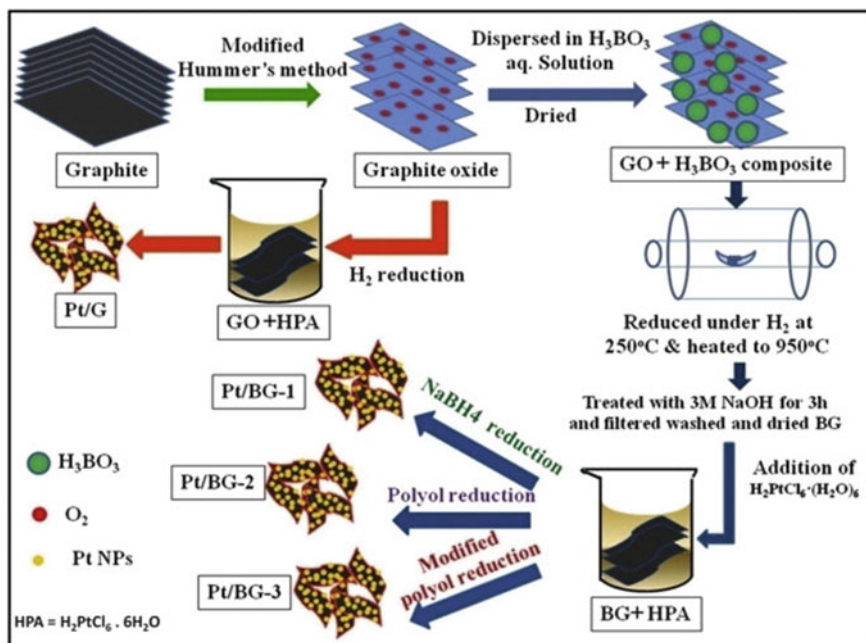 Modified
Hummer's method
Dispersed in H₃BO₃
aq. Solution
Dried
Graphite
Graphite oxide
GO + H₃BO₃ composite
H₂ reduction
Pt/G
GO+HPA
Reduced under H₂ at
250°C & heated to 950°C
Treated with 3M NaOH for 3h
and filtered washed and dried BG
Addition of
H₂PtCl₆·(H₂O)₆
Pt/BG-1
NaBH4 reduction
Pt/BG-2
Polyol reduction
Pt/BG-3
Modified
polyol reduction
BG+HPA
H₃BO₃
O₂
Pt NPs
HPA = H₂PtCl₆ . 6H₂O